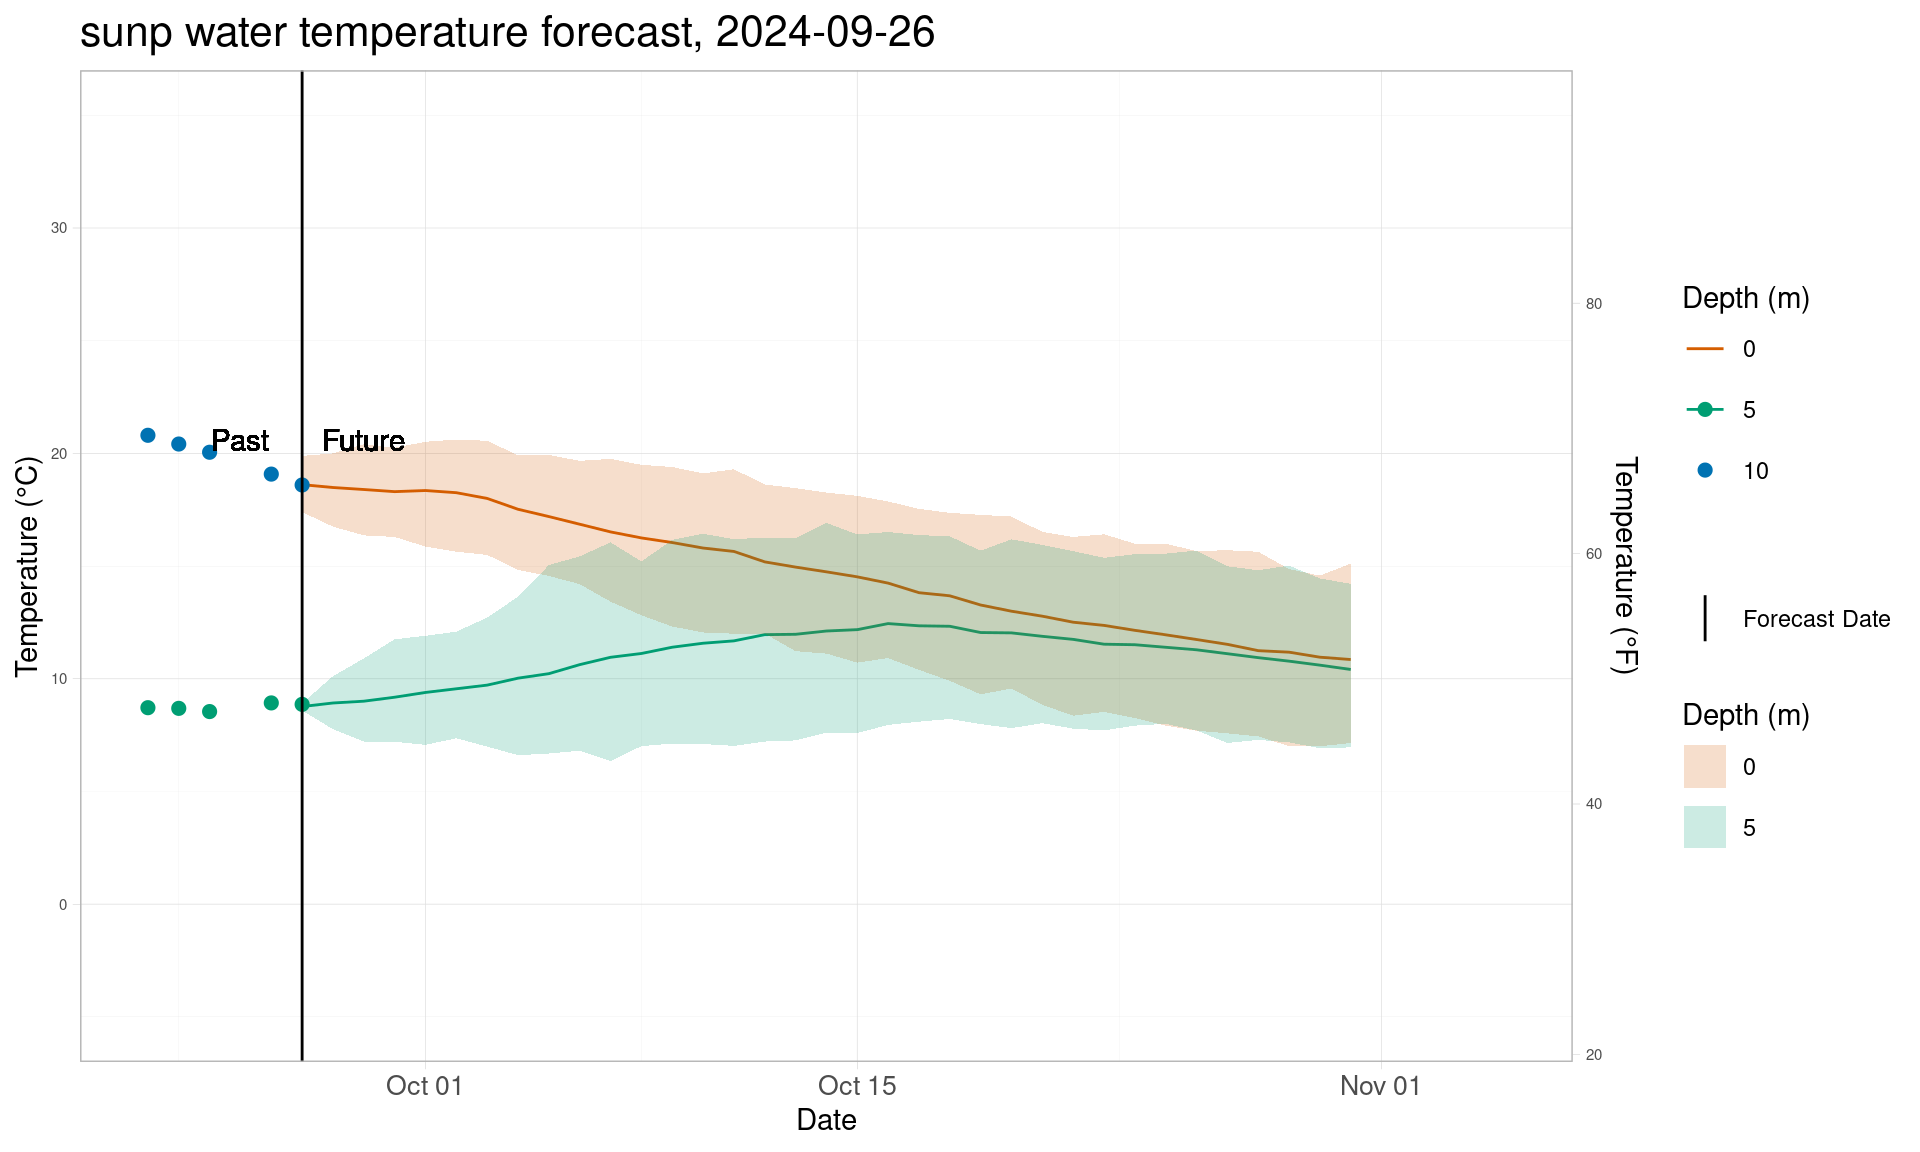 sunp water temperature forecast, 2024-09-26
Temperature (°C)
30
20
10
0
Past
Future
80
60
40
20
Temperature (°F)
Oct 01
Oct 15
Nov 01
Date
Depth (m)
0
5
10
Forecast Date
Depth (m)
0
5